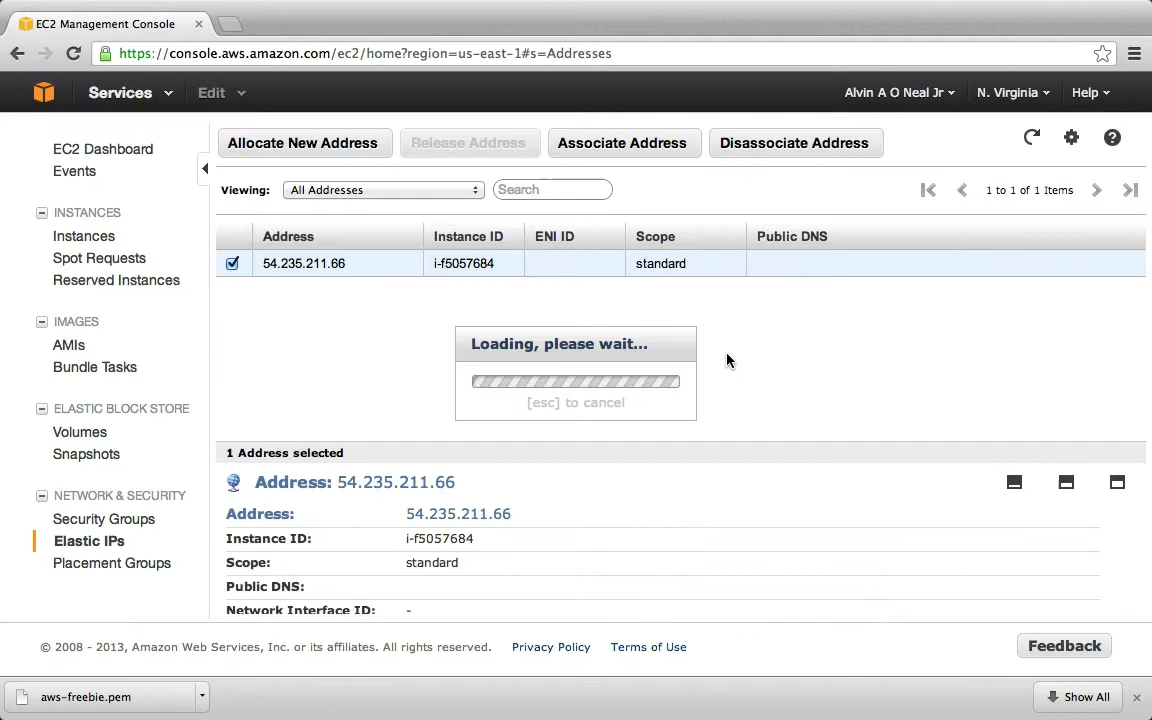 EC2 Management Console
https://console.aws.amazon.com/ec2/home?region=us-east-1#s=Addresses
Services Edit Alvin A O Neal Jr N. Virginia Help
EC2 Dashboard
Events
INSTANCES
Instances
Spot Requests
Reserved Instances
IMAGES
AMIs
Bundle Tasks
ELASTIC BLOCK STORE
Volumes
Snapshots
NETWORK & SECURITY
Security Groups
Elastic IPs
Placement Groups
Allocate New Address Release Address Associate Address Disassociate Address
Viewing: All Addresses Search 1 to 1 of 1 Items
Address Instance ID ENI ID Scope Public DNS
54.235.211.66 i-f5057684 standard
Loading, please wait...
[esc] to cancel
1 Address selected
Address: 54.235.211.66
Address: 54.235.211.66
Instance ID: i-f5057684
Scope: standard
Public DNS:
Network Interface ID: -
© 2008 - 2013, Amazon Web Services, Inc. or its affiliates. All rights reserved. Privacy Policy Terms of Use Feedback
aws-freebie.pem Show All